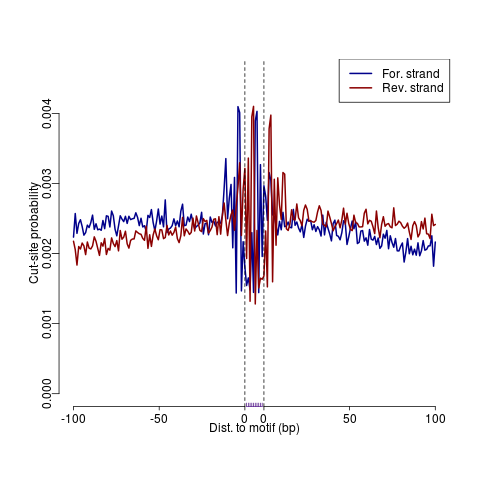 For. strand
Rev. strand
Cut-site probability
0.004
0.003
0.002
0.001
0.000
-100 -50 0 0 50 100
Dist. to motif (bp)